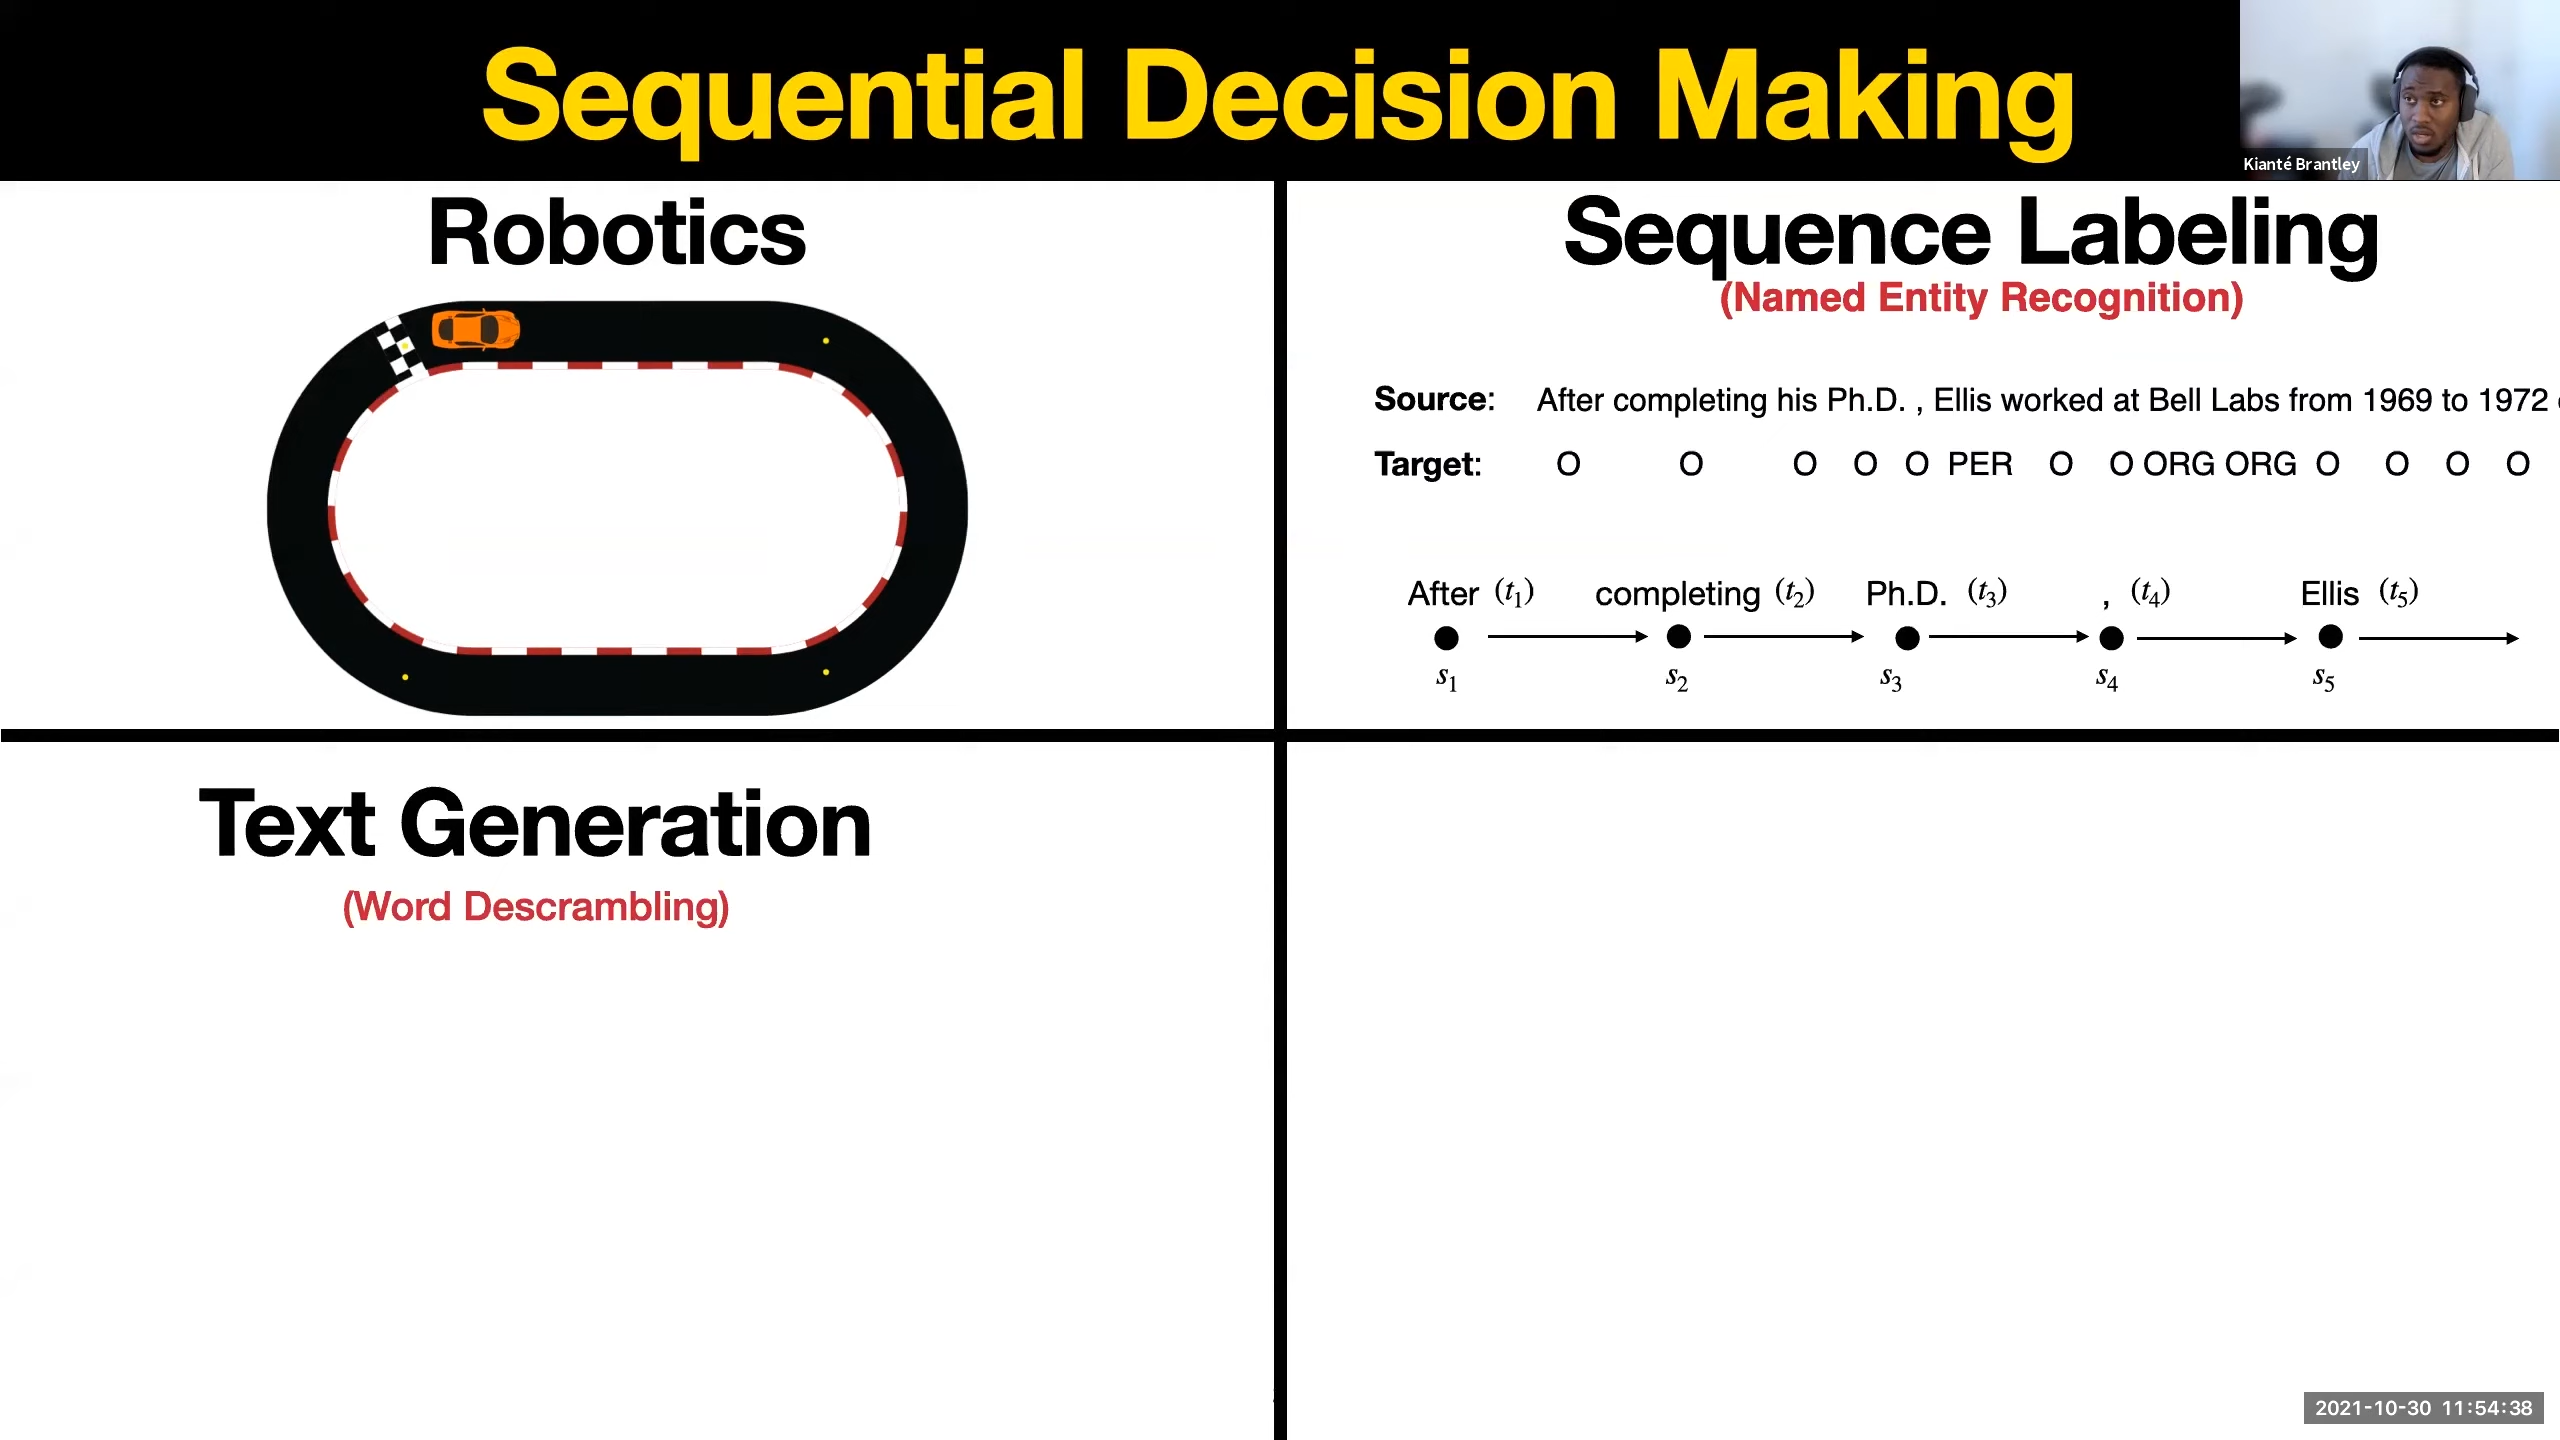 Sequential Decision Making
Kianté Brantley
Robotics
Sequence Labeling
(Named Entity Recognition)
Source: After completing his Ph.D. , Ellis worked at Bell Labs from 1969 to 1972
Target: O O O O O PER O O ORG ORG O O O O
After (t1) completing (t2) Ph.D. (t3) , (t4) Ellis (t5)
s1 s2 s3 s4 s5
Text Generation
(Word Descrambling)
2021-10-30 11:54:38